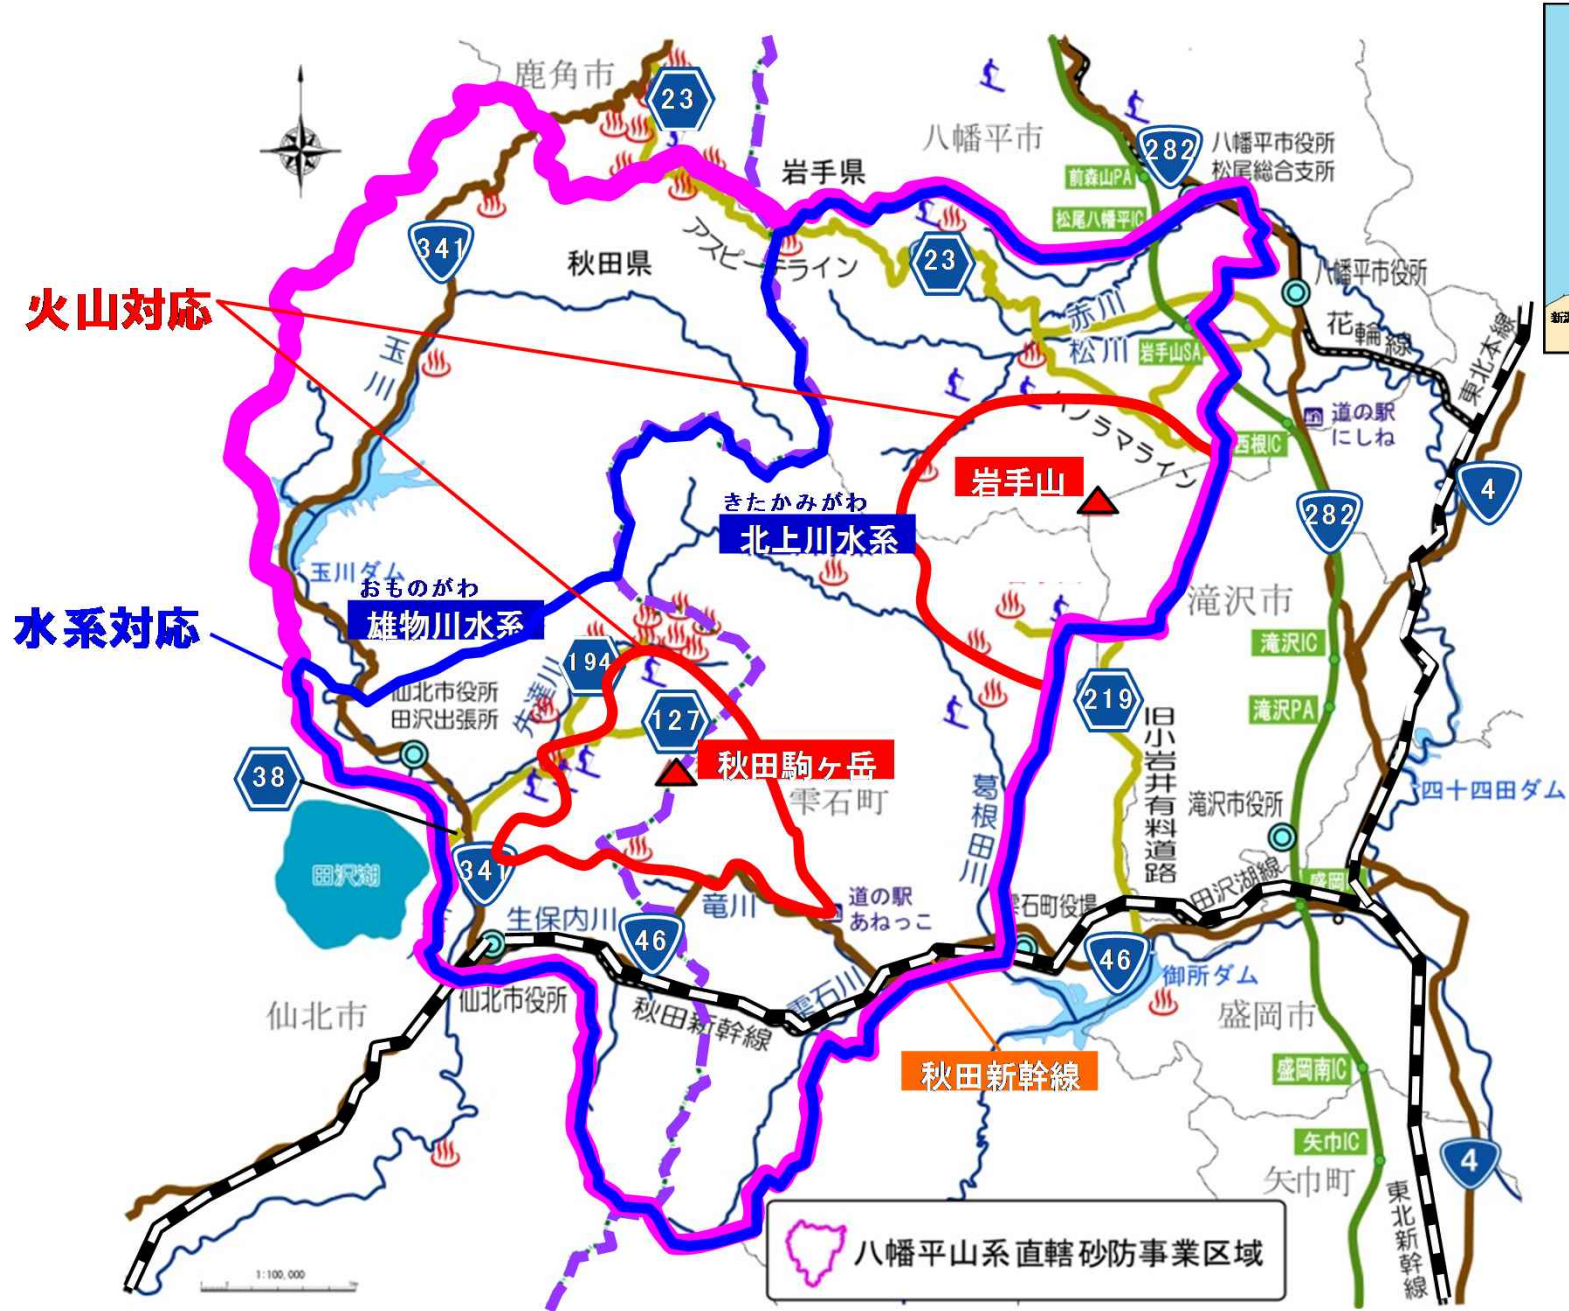 鹿角市
23
八幡平市
282
八幡平市役所
松尾総合支所
前森山PA
岩手県
松尾八幡平IC
341
秋田県
アスピーテライン
23
八幡平市役所
火山対応
赤川
花輪線
東北本線
玉川
松川
岩手山SA
道の駅
にしね
パノラマライン
西根IC
岩手山
4
きたかみがわ
北上川水系
282
玉川ダム
おものがわ
雄物川水系
滝沢市
水系対応
滝沢IC
194
先達川
仙北市役所
田沢出張所
219
滝沢PA
127
旧小岩井有料道路
38
秋田駒ヶ岳
雫石町
葛根田川
滝沢市役所
四十四田ダム
田沢湖
341
道の駅
あねっこ
田沢湖線
生保内川
竜川
雫石町役場
46
46
御所ダム
仙北市役所
雫石川
仙北市
秋田新幹線
盛岡市
秋田新幹線
盛岡南IC
矢巾IC
4
矢巾町
東北新幹線
八幡平山系直轄砂防事業区域
1:100,000